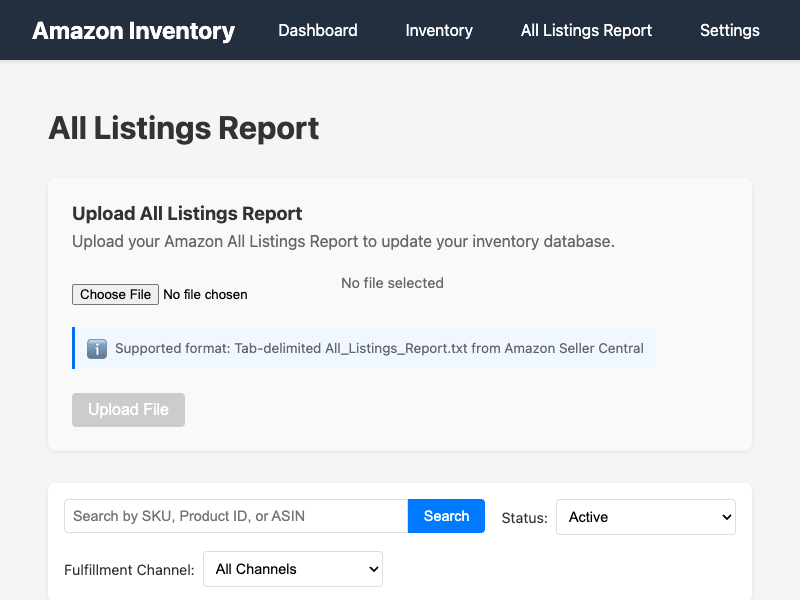 Amazon Inventory Dashboard Inventory All Listings Report Settings
All Listings Report
Upload All Listings Report
Upload your Amazon All Listings Report to update your inventory database.
Choose File No file chosen No file selected
ℹ️ Supported format: Tab-delimited All_Listings_Report.txt from Amazon Seller Central
Upload File
Search by SKU, Product ID, or ASIN Search Status: Active
Fulfillment Channel: All Channels